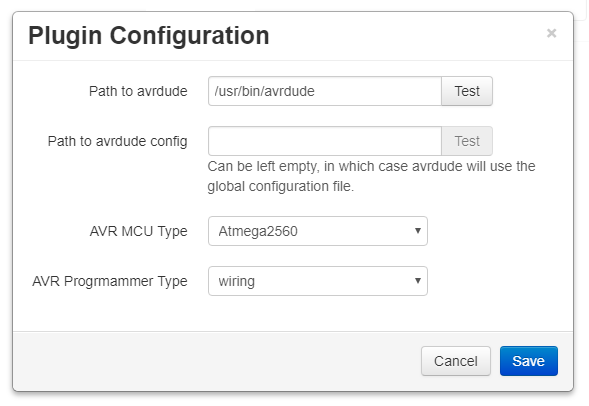 Plugin Configuration ×
Path to avrdude /usr/bin/avrdude Test
Path to avrdude config Test
Can be left empty, in which case avrdude will use the
global configuration file.
AVR MCU Type Atmega2560
AVR Progrmammer Type wiring
Cancel Save